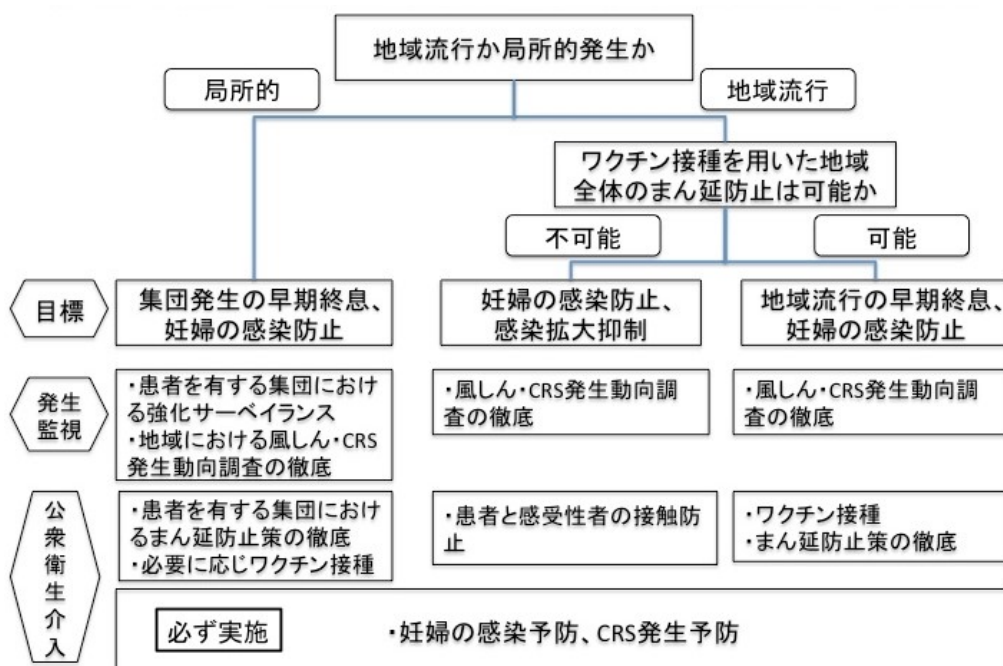 地域流行か局所的発生か
局所的
地域流行
ワクチン接種を用いた地域
全体のまん延防止は可能か
不可能
可能
目標
集団発生の早期終息、
妊婦の感染防止
妊婦の感染防止、
感染拡大抑制
地域流行の早期終息、
妊婦の感染防止
発生
監視
・患者を有する集団におけ
る強化サーベイランス
・地域における風しん・CRS
発生動向調査の徹底
・風しん・CRS発生動向調
査の徹底
・風しん・CRS発生動向調
査の徹底
公衆衛生介入
・患者を有する集団におけ
るまん延防止策の徹底
・必要に応じワクチン接種
・患者と感受性者の接触防
止
・ワクチン接種
・まん延防止策の徹底
必ず実施
・妊婦の感染予防、CRS発生予防